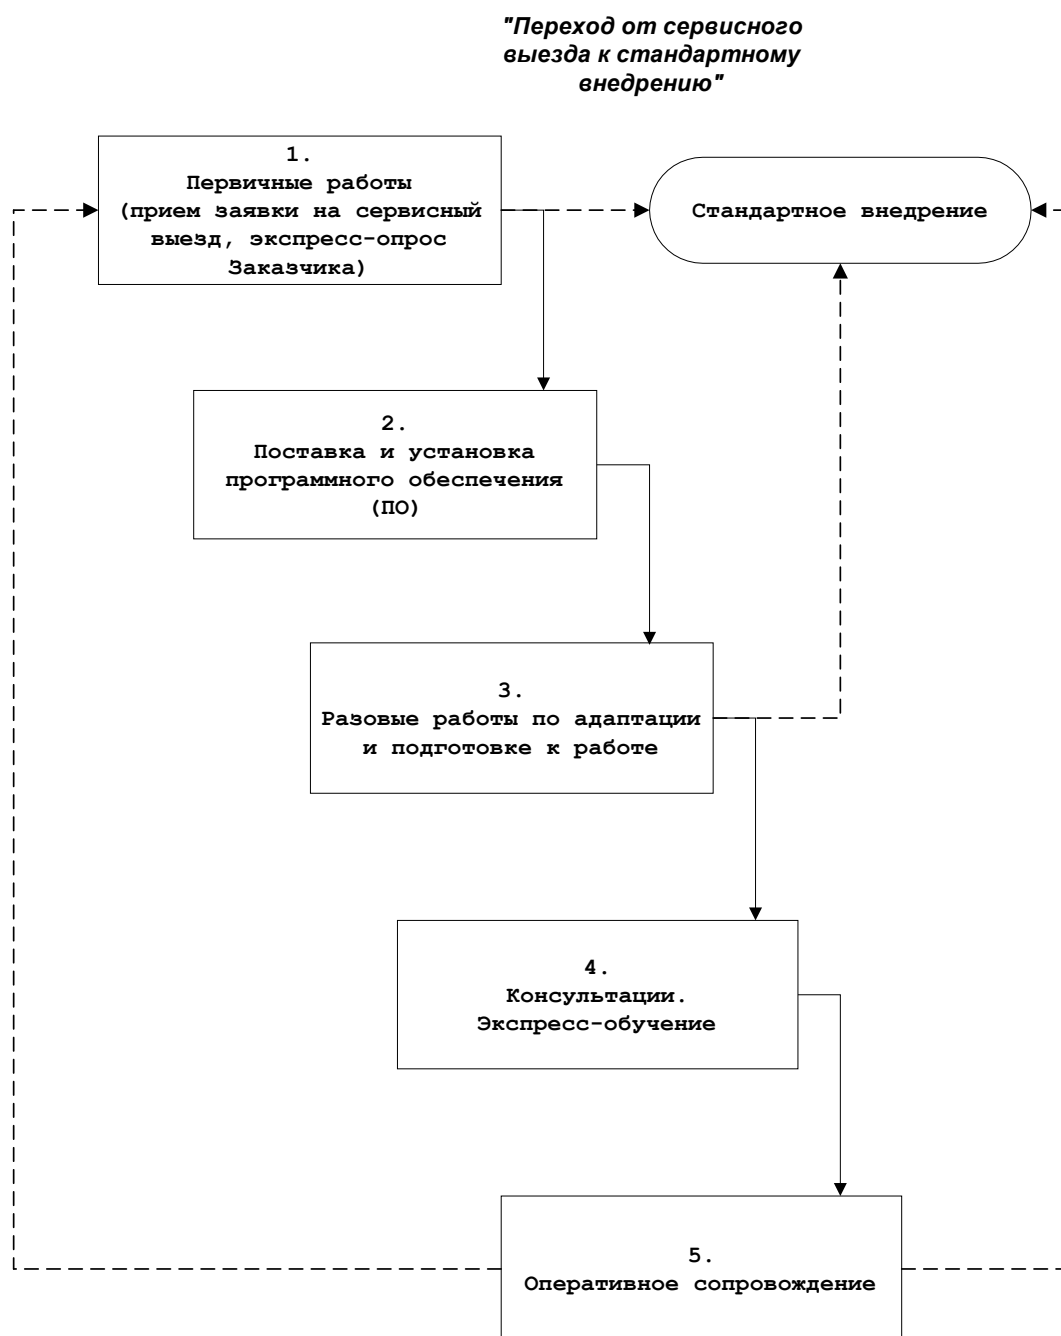 "Переход от сервисного
выезда к стандартному
внедрению"
1.
Первичные работы
(прием заявки на сервисный
выезд, экспресс-опрос
Заказчика)
Стандартное внедрение
2.
Поставка и установка
программного обеспечения
(ПО)
3.
Разовые работы по адаптации
и подготовке к работе
4.
Консультации.
Экспресс-обучение
5.
Оперативное сопровождение